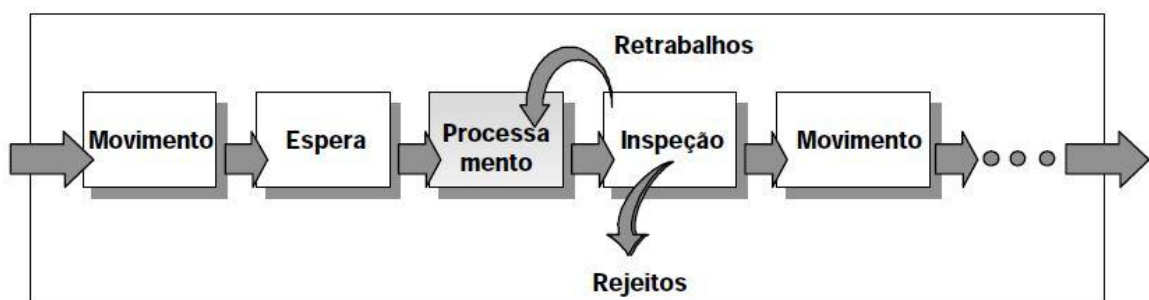 Retrabalhos
Movimento
Espera
Processa
mento
Inspeção
Movimento
Rejeitos